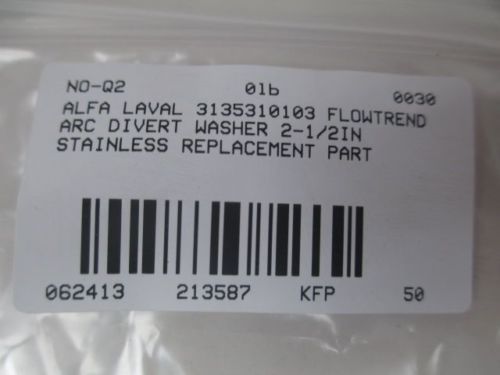 NO-Q2 01b 0030
ALFA LAVAL 3135310103 FLOWTREND
ARC DIVERT WASHER 2-1/2IN
STAINLESS REPLACEMENT PART
062413 213587 KFP 50